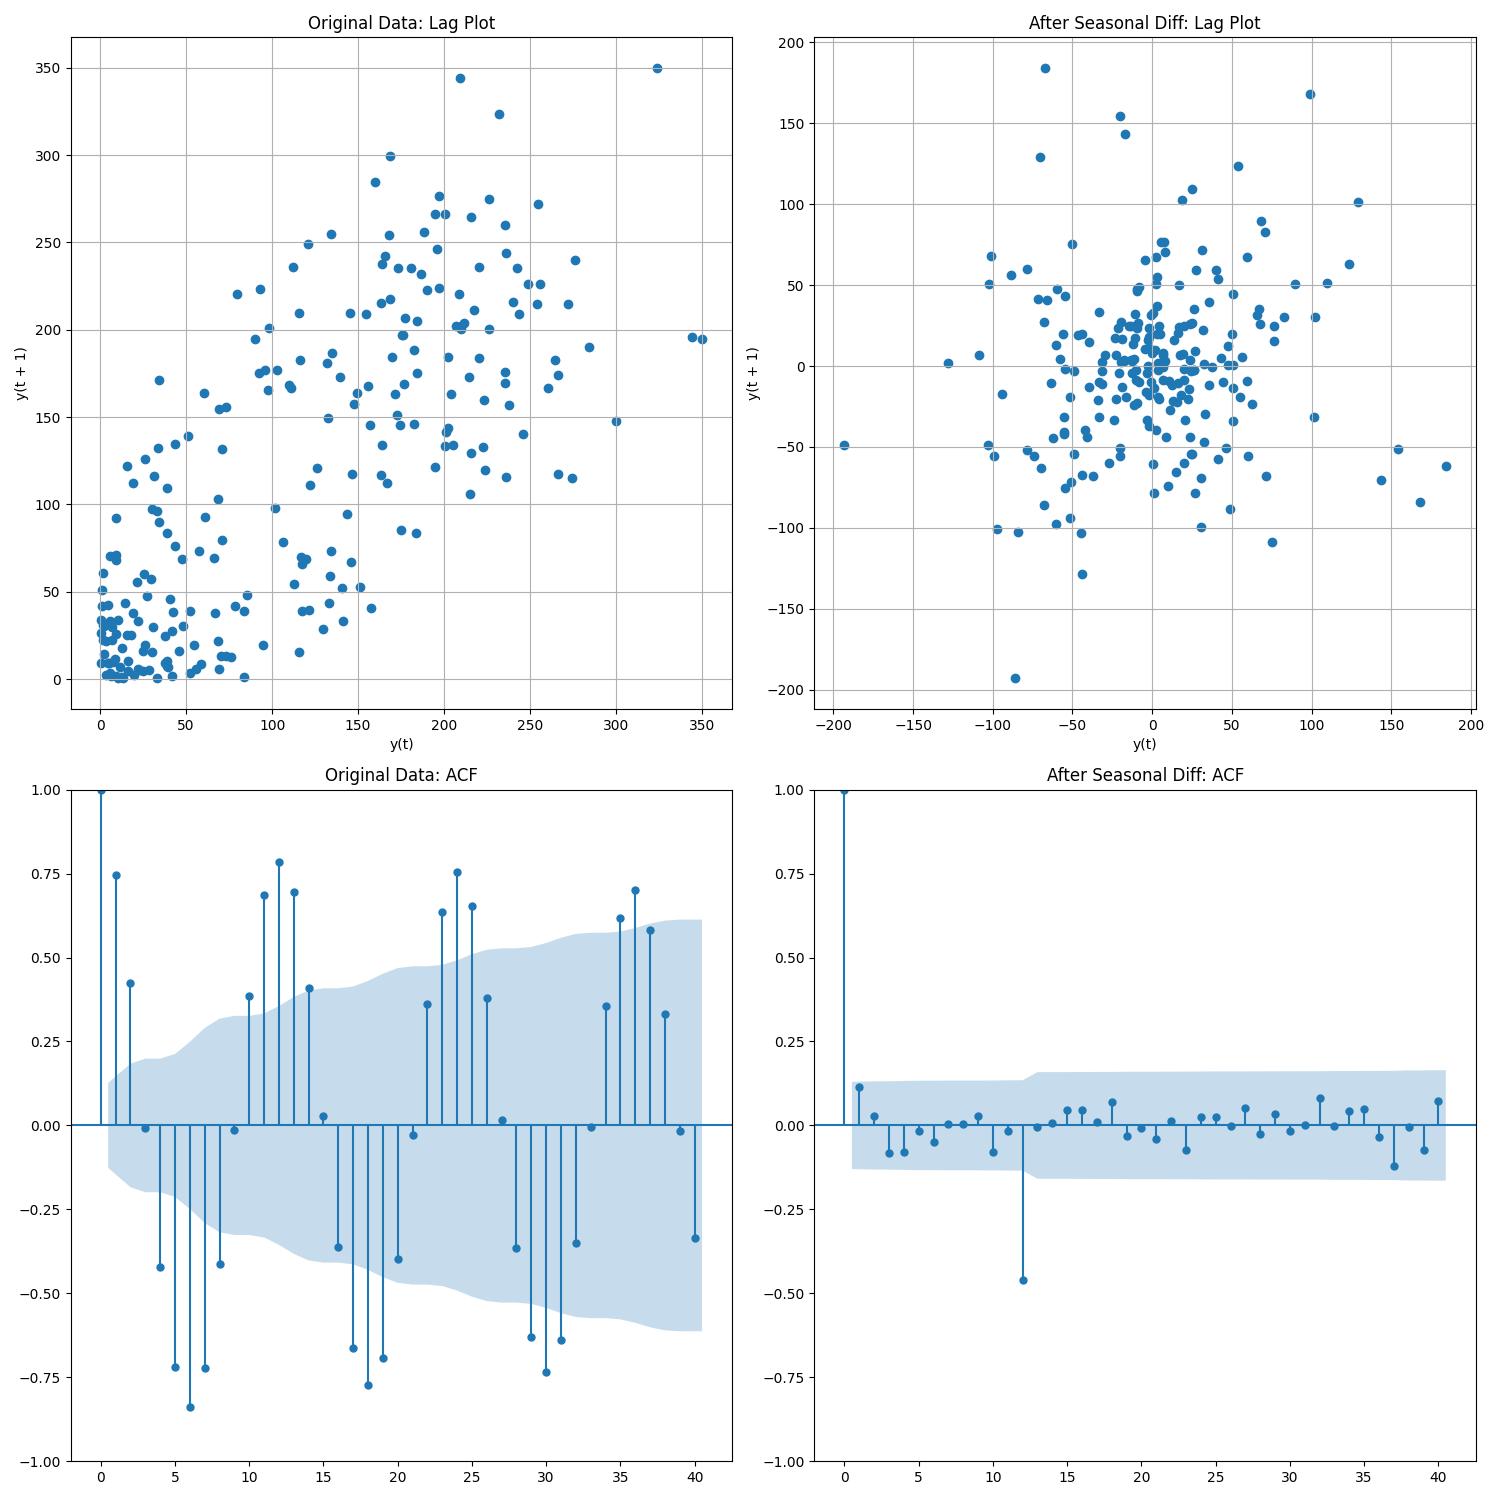 Original Data: Lag Plot
After Seasonal Diff: Lag Plot
y(t + 1)
350
300
250
200
150
100
50
0
0 50 100 150 200 250 300 350
y(t)
y(t + 1)
200
150
100
50
0
−50
−100
−150
−200
−200 −150 −100 −50 0 50 100 150 200
y(t)
Original Data: ACF
After Seasonal Diff: ACF
1.00
0.75
0.50
0.25
0.00
−0.25
−0.50
−0.75
−1.00
0 5 10 15 20 25 30 35 40
1.00
0.75
0.50
0.25
0.00
−0.25
−0.50
−0.75
−1.00
0 5 10 15 20 25 30 35 40